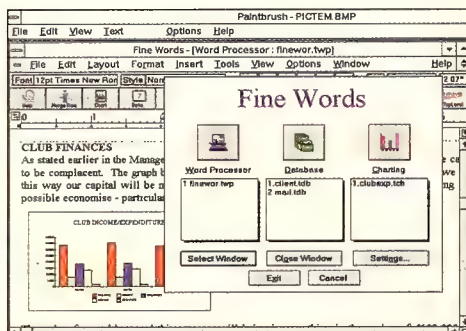 Paintbrush - PICTEM.BMP
File Edit View Text Options Help
Fine Words - [Word Processor : finewor.twp]
File Edit Layout Format Insert Tools View Options Window Help
Font 12pt Times New Ror Style Nor
Fine Words
CLUB FINANCES
As stated earlier in the Manage
to be complacent. The graph b
this way our capital will be n
possible economise - particular
CLUB INCOME/EXPENDITURE
Word Processor Database Charting
1 finewor.twp 1.client.tdb 1.clubexp.tch
2 mail.tdb
Select Window Close Window Settings...
Exit Cancel